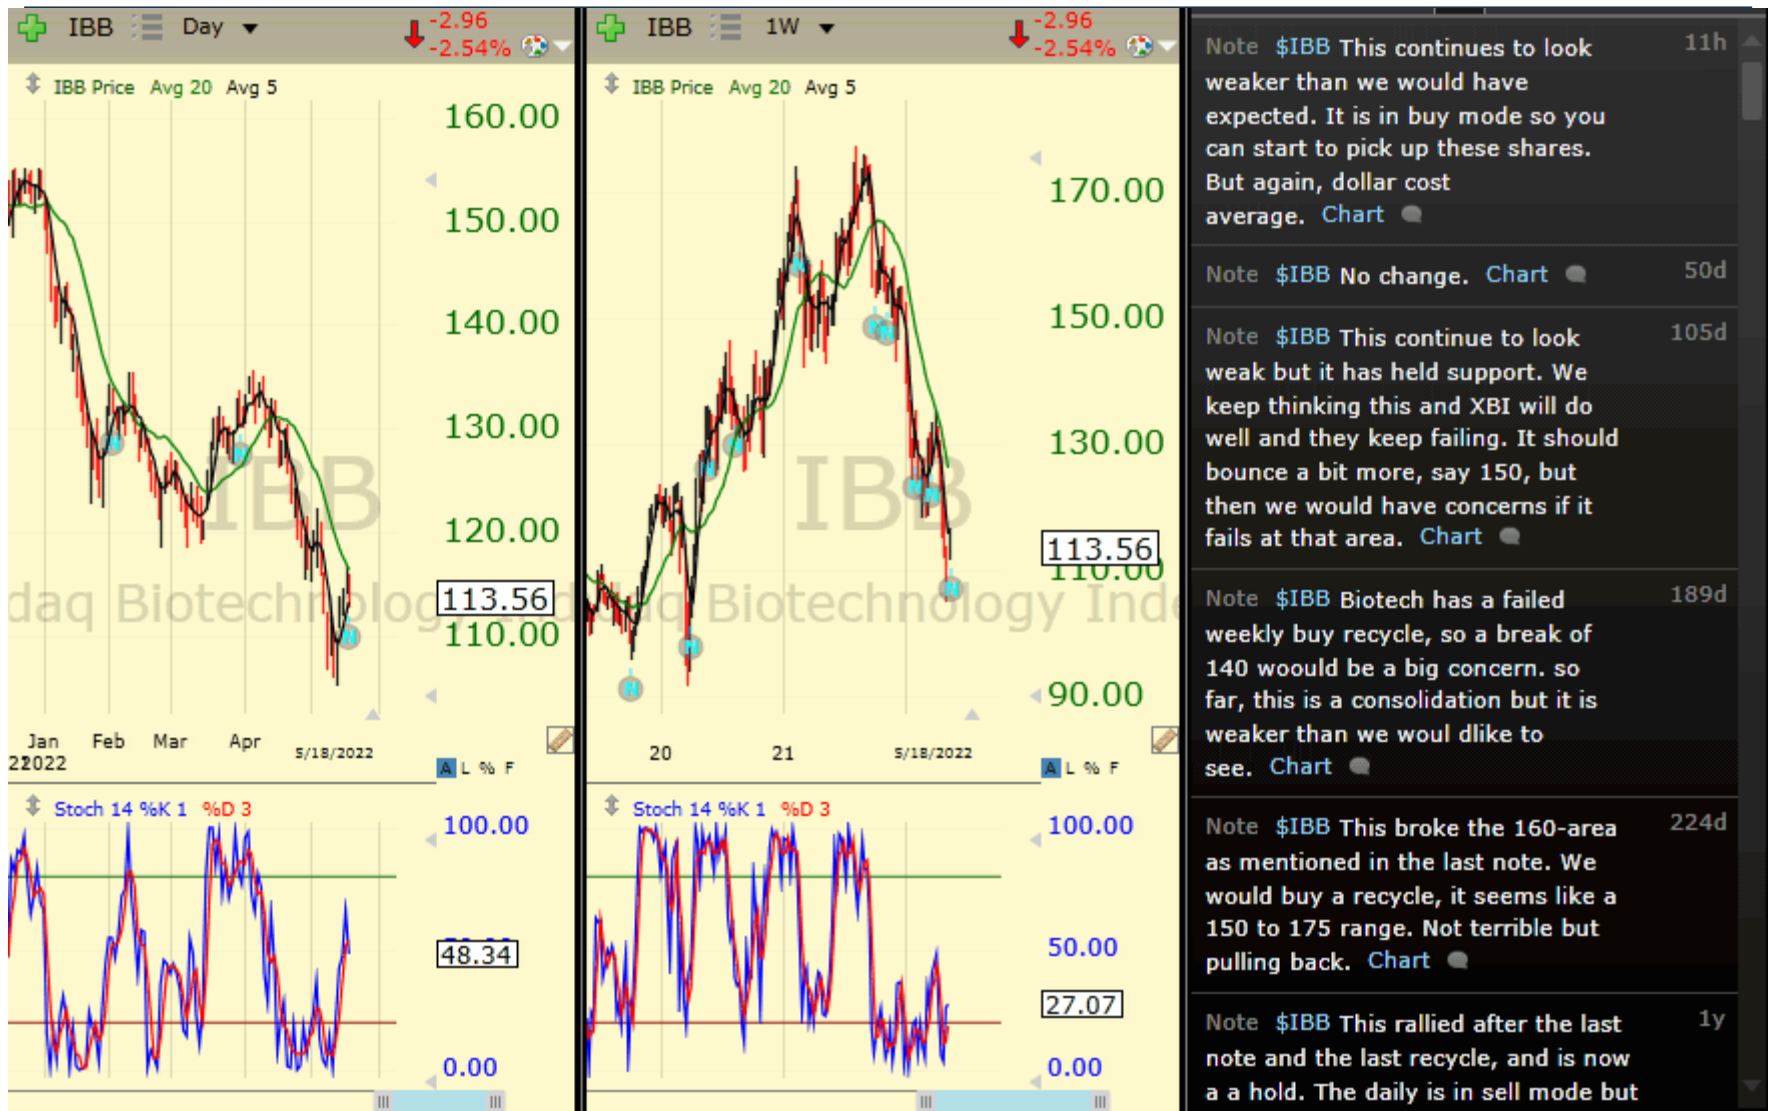 IBB Day
-2.96
-2.54%
IBB Price Avg 20 Avg 5
160.00
150.00
140.00
130.00
120.00
113.56
110.00
IBB
daq Biotechnology Ind
Jan Feb Mar Apr
2022
5/18/2022
A L % F
Stoch 14 %K 1 %D 3
100.00
48.34
0.00
IBB 1W
-2.96
-2.54%
IBB Price Avg 20 Avg 5
170.00
150.00
130.00
113.56
110.00
90.00
IBB
daq Biotechnology Inde
N N N N N N N N N N N N
20 21 5/18/2022
A L % F
Stoch 14 %K 1 %D 3
100.00
50.00
27.07
0.00
Note $IBB This continues to look 11h
weaker than we would have
expected. It is in buy mode so you
can start to pick up these shares.
But again, dollar cost
average. Chart
Note $IBB No change. Chart 50d
Note $IBB This continue to look 105d
weak but it has held support. We
keep thinking this and XBI will do
well and they keep failing. It should
bounce a bit more, say 150, but
then we would have concerns if it
fails at that area. Chart
Note $IBB Biotech has a failed 189d
weekly buy recycle, so a break of
140 woould be a big concern. so
far, this is a consolidation but it is
weaker than we woul dlike to
see. Chart
Note $IBB This broke the 160-area 224d
as mentioned in the last note. We
would buy a recycle, it seems like a
150 to 175 range. Not terrible but
pulling back. Chart
Note $IBB This rallied after the last 1y
note and the last recycle, and is now
a a hold. The daily is in sell mode but